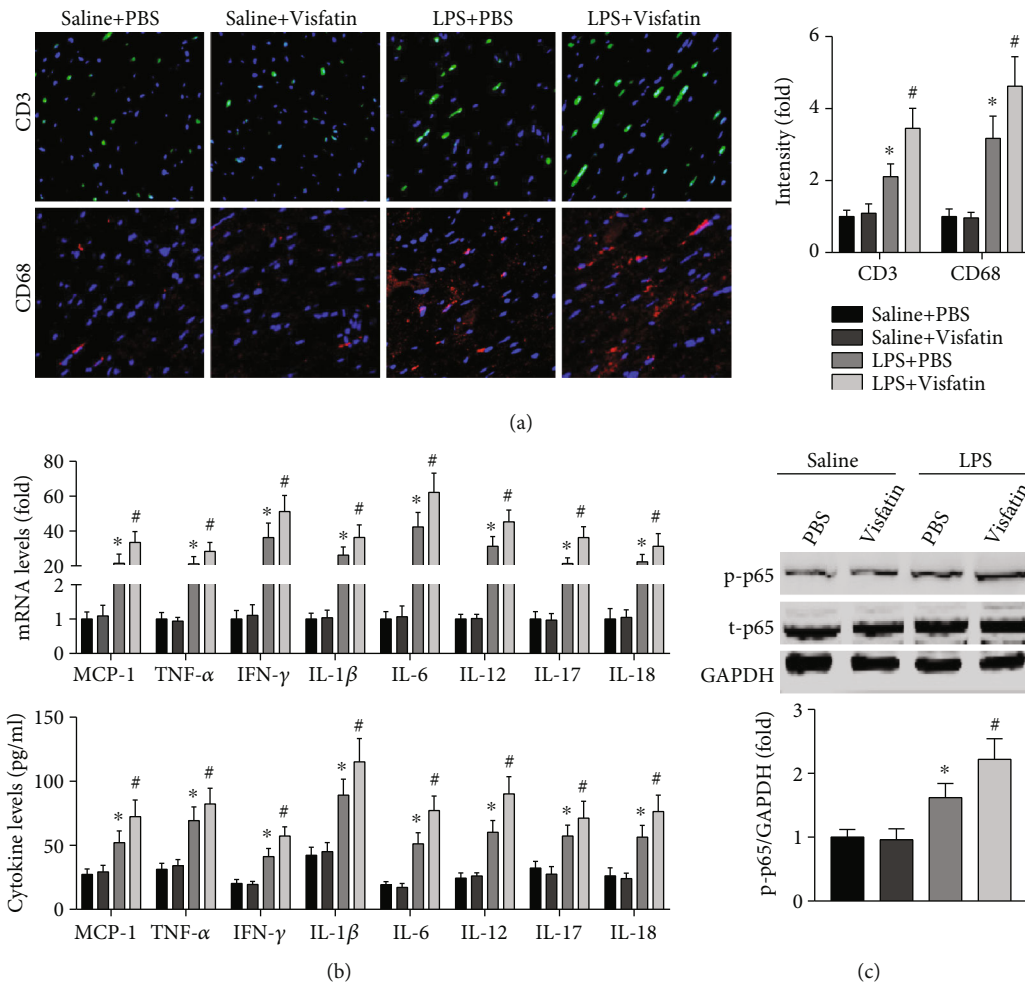 Saline+PBS Saline+Visfatin LPS+PBS LPS+Visfatin
CD3
CD68
Intensity (fold)
6
4
2
0
* # * #
CD3 CD68
Saline+PBS
Saline+Visfatin
LPS+PBS
LPS+Visfatin
(a)
mRNA levels (fold)
80
60
40
20
2
1
0
* # * # * # * # * # * # * # * #
MCP-1 TNF-α IFN-γ IL-1β IL-6 IL-12 IL-17 IL-18
Cytokine levels (pg/ml)
150
100
50
0
* # * # * # * # * # * # * # * #
MCP-1 TNF-α IFN-γ IL-1β IL-6 IL-12 IL-17 IL-18
(b)
Saline LPS
PBS Visfatin PBS Visfatin
p-p65
t-p65
GAPDH
p-p65/GAPDH (fold)
3
2
1
0
* #
(c)